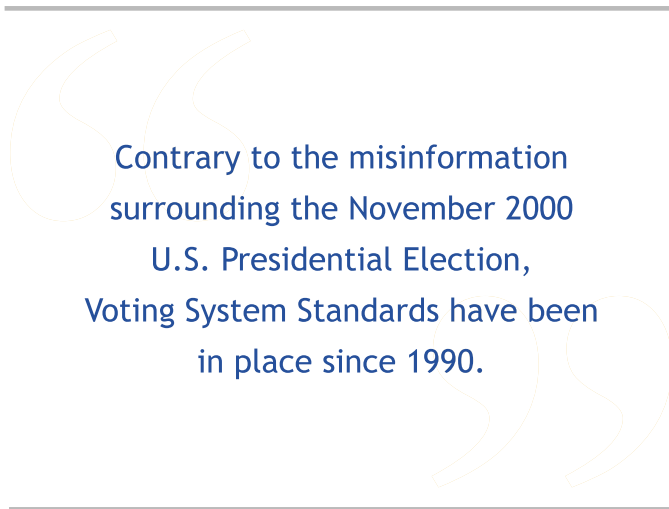 Contrary to the misinformation
surrounding the November 2000
U.S. Presidential Election,
Voting System Standards have been
in place since 1990.